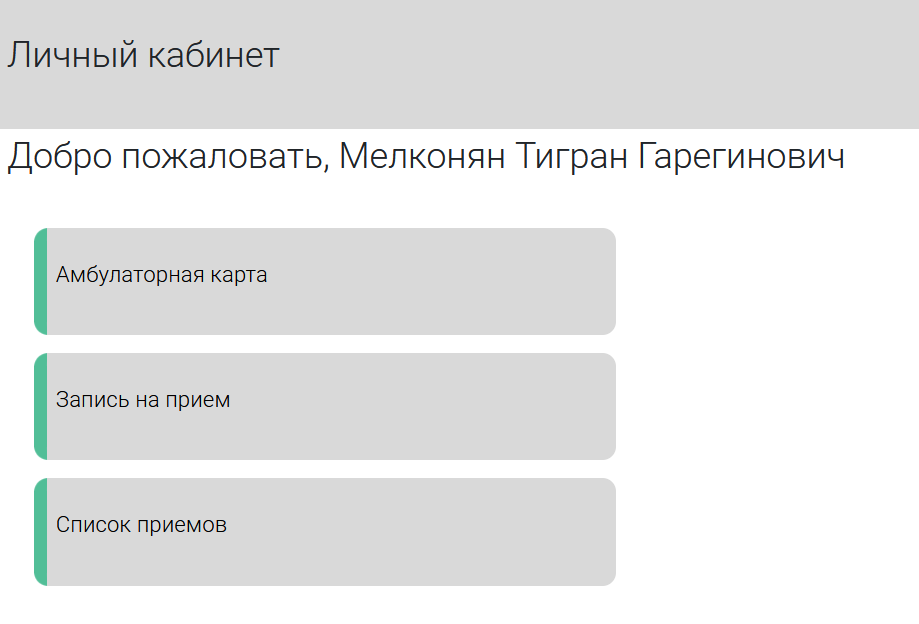 Личный кабинет
Добро пожаловать, Мелконян Тигран Гарегинович
Амбулаторная карта
Запись на прием
Список приемов